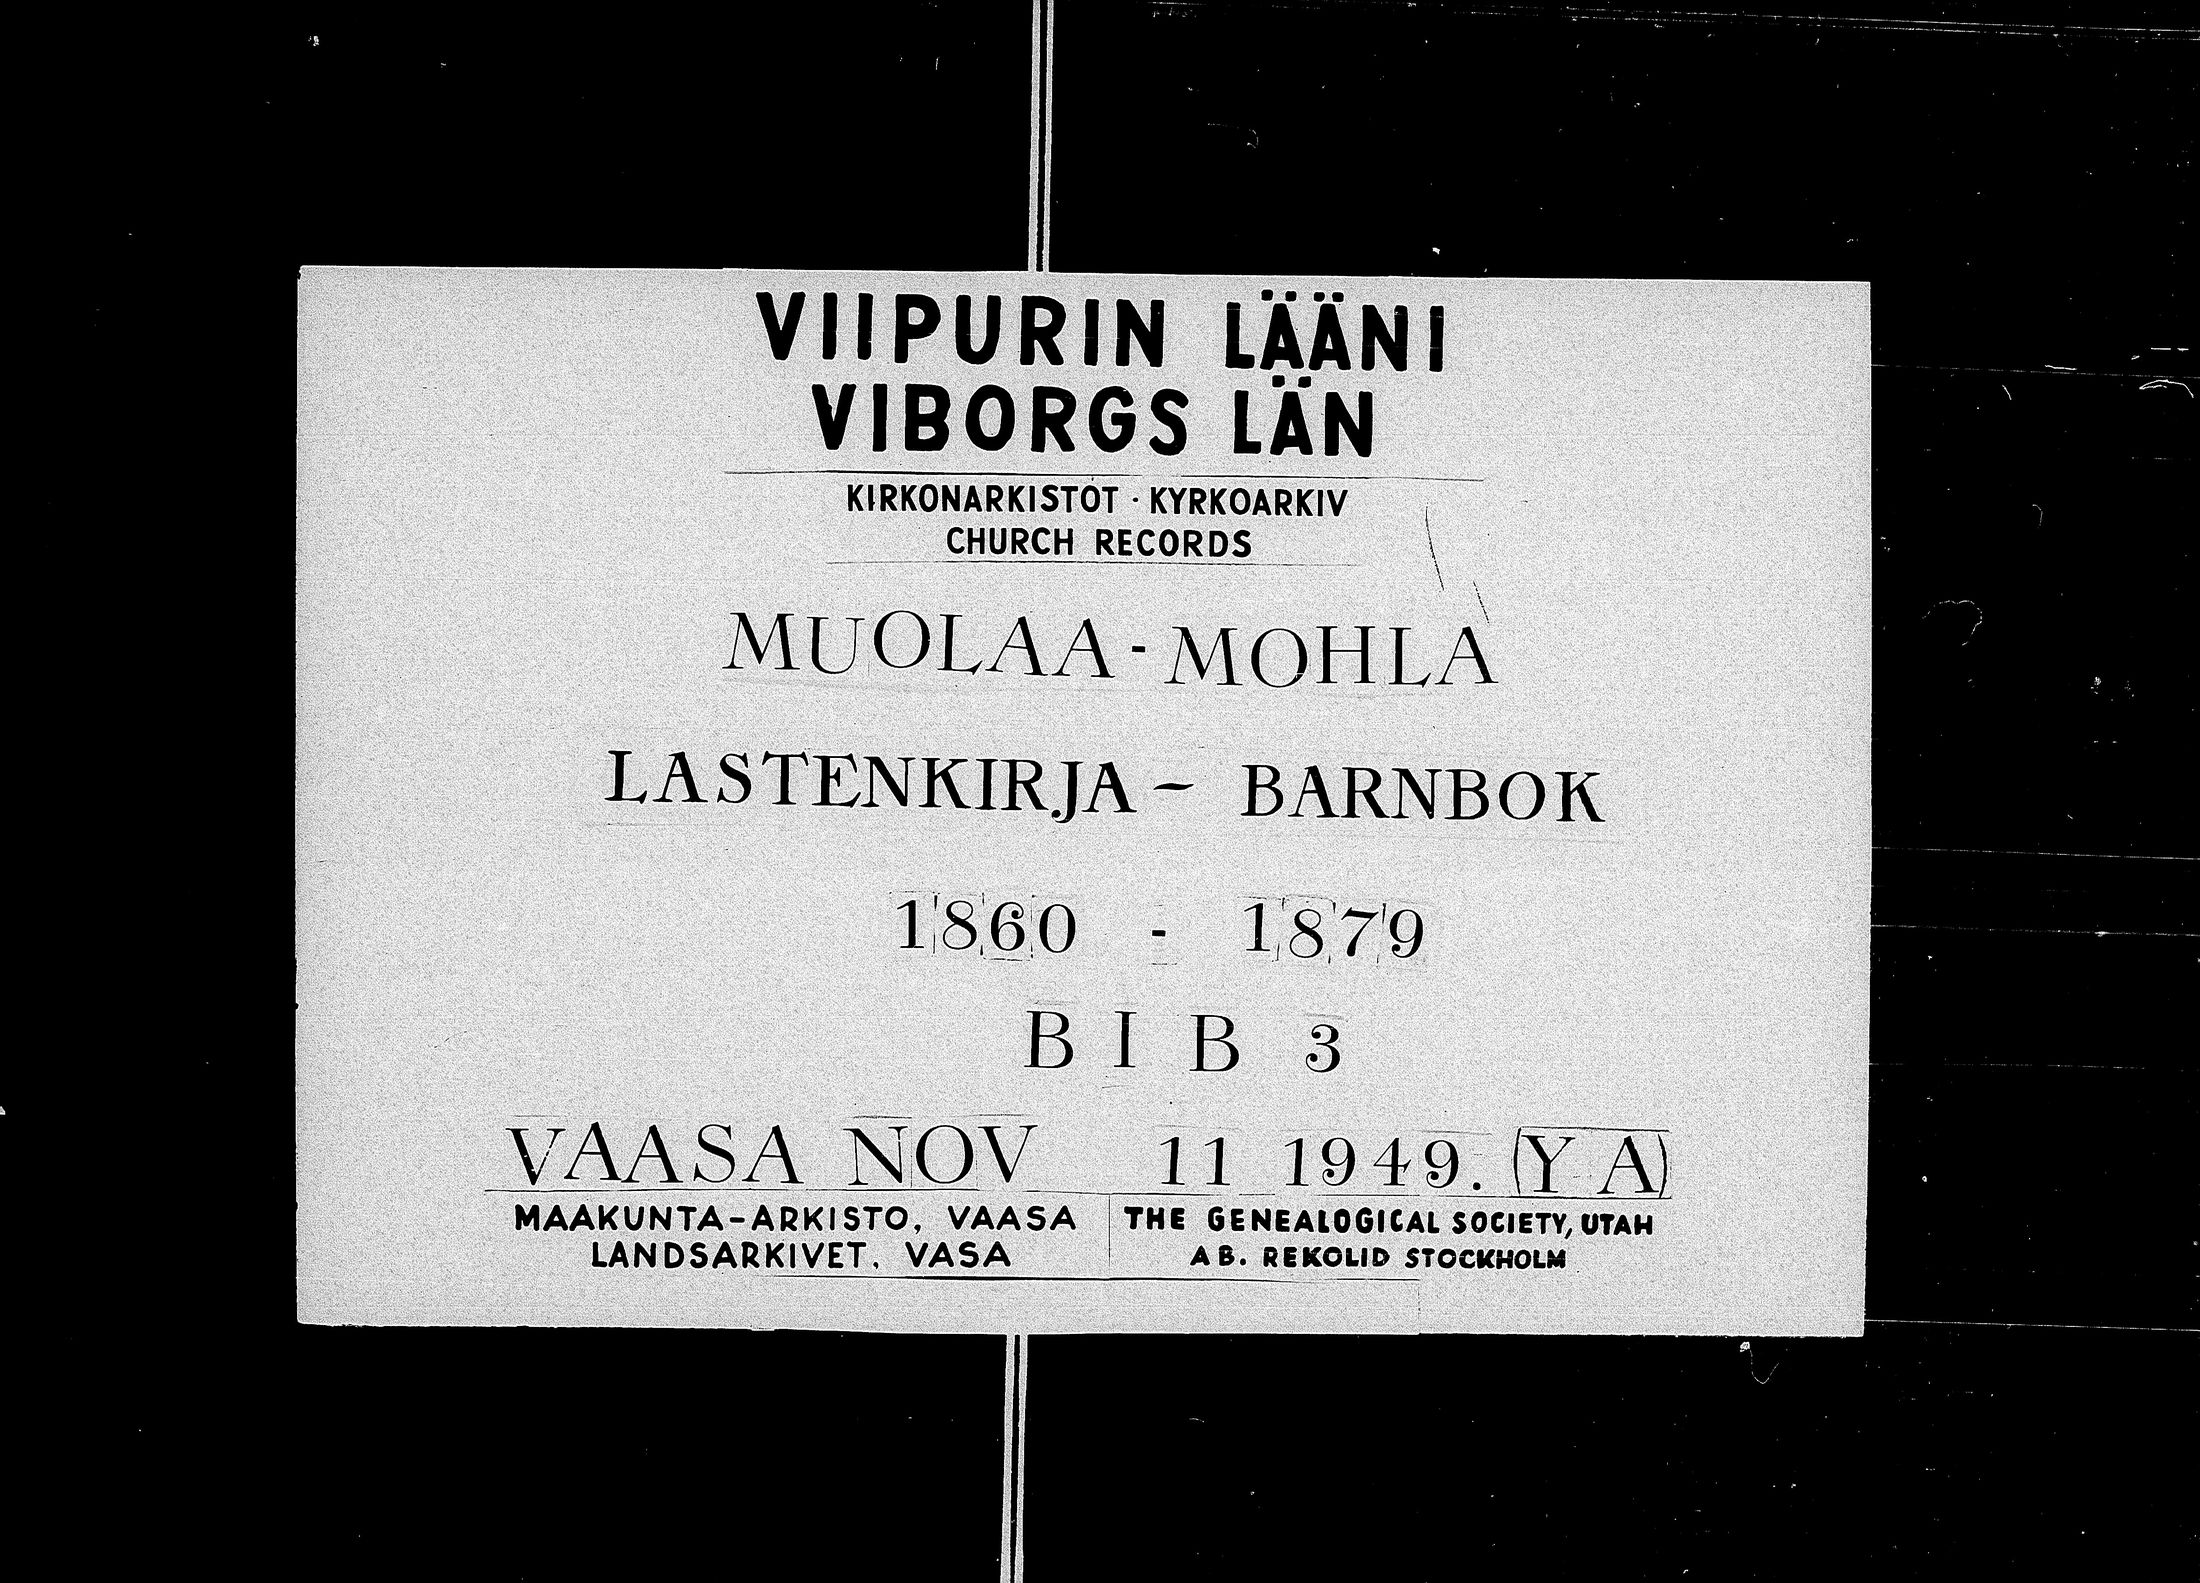 VIIPURIN LÄÄNI
VIBORGS LÄN
KIRKONARKISTOT · KYRKOARKIV
CHURCH RECORDS
MUOLAA - MOHLA
LASTENKIRJA - BARNBOK
1860 - 1879
B I B 3
VAASA NOV 11 1949. (Y A)
MAAKUNTA-ARKISTO, VAASA
LANDSARKIVET. VASA
THE GENEALOGICAL SOCIETY, UTAH
AB. REKOLID STOCKHOLM